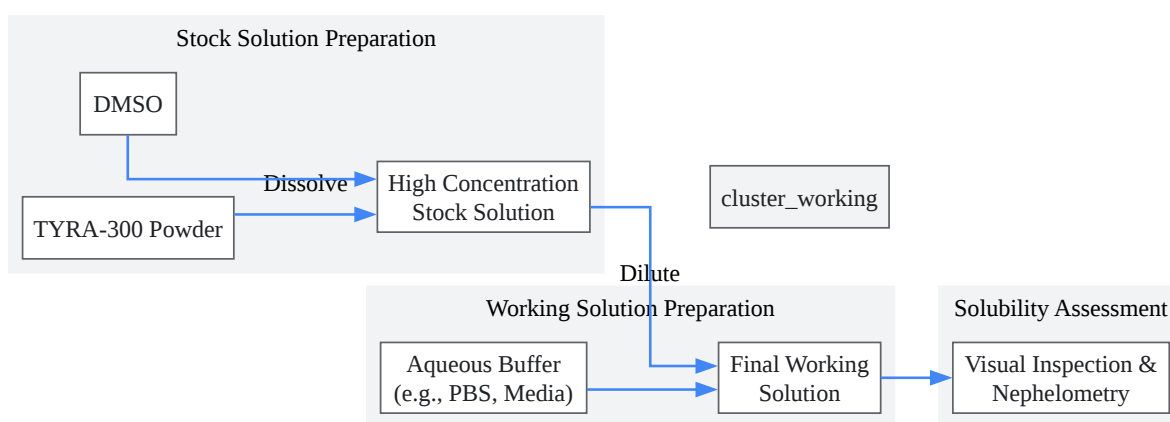 Stock Solution Preparation
DMSO
Dissolve
High Concentration
Stock Solution
TYRA-300 Powder
cluster_working
Dilute
Working Solution Preparation
Aqueous Buffer
(e.g., PBS, Media)
Final Working
Solution
Solubility Assessment
Visual Inspection &
Nephelometry